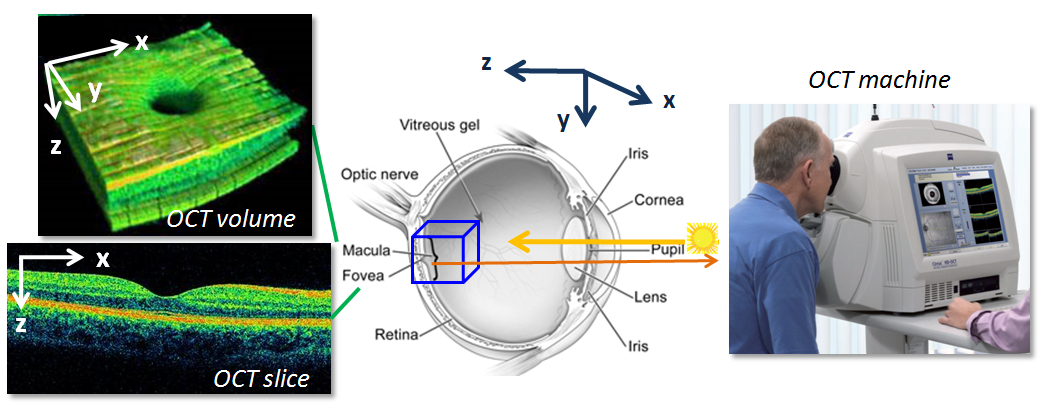 x
y
z
OCT volume
x
z
OCT slice
z
x
y
Vitreous gel
Optic nerve
Macula
Fovea
Retina
Iris
Cornea
Pupil
Lens
Iris
OCT machine